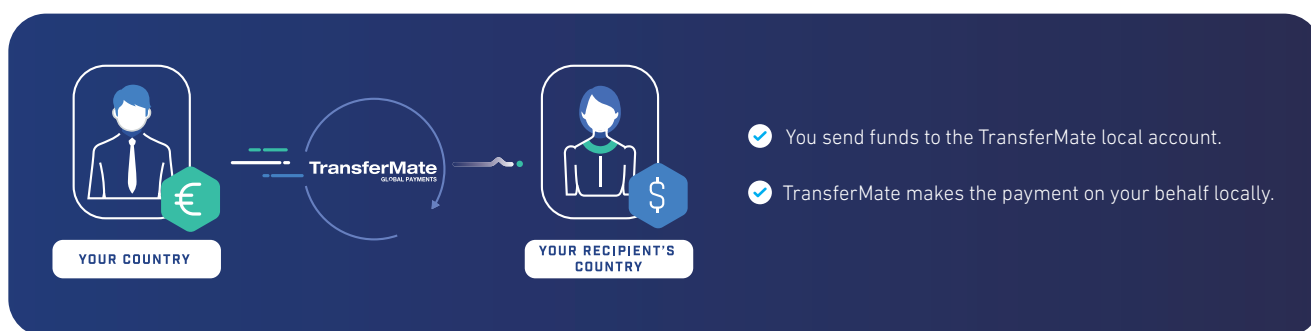 TransferMate
GLOBAL PAYMENTS
€
$
YOUR COUNTRY
YOUR RECIPIENT'S
COUNTRY
You send funds to the TransferMate local account.
TransferMate makes the payment on your behalf locally.